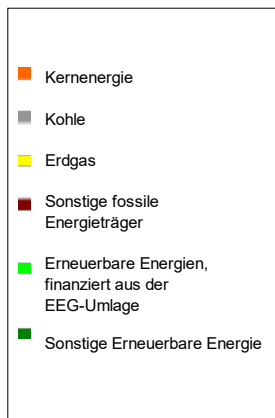 Kernenergie
Kohle
Erdgas
Sonstige fossile
Energieträger
Erneuerbare Energien,
finanziert aus der
EEG-Umlage
Sonstige Erneuerbare Energie